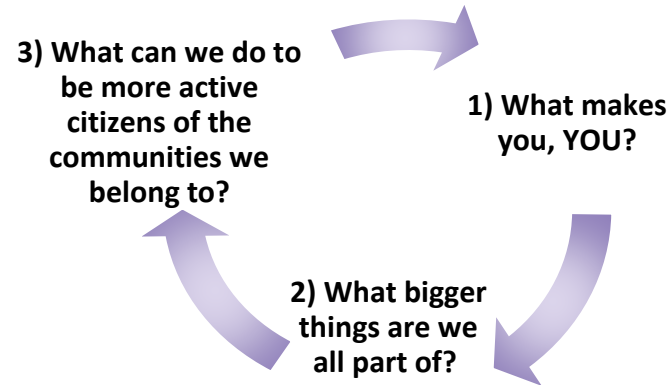 3) What can we do to
be more active
citizens of the
communities we
belong to?
1) What makes
you, YOU?
2) What bigger
things are we
all part of?